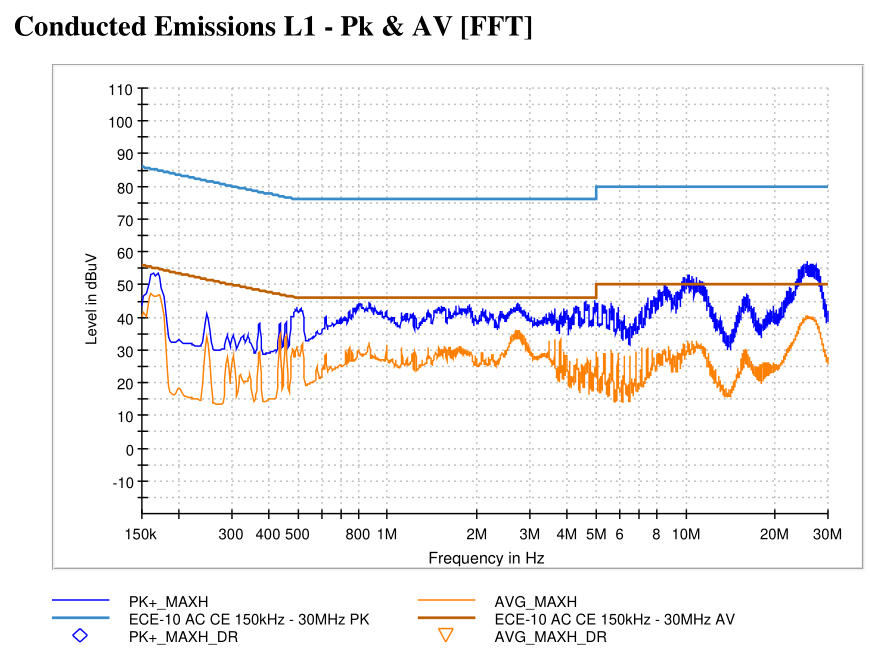 Conducted Emissions L1 - Pk & AV [FFT]
110
100
90
80
70
60
50
40
30
20
10
0
-10
Level in dBuV
150k 300 400 500 800 1M 2M 3M 4M 5M 6 8 10M 20M 30M
Frequency in Hz
PK+_MAXH AVG_MAXH
ECE-10 AC CE 150kHz - 30MHz PK ECE-10 AC CE 150kHz - 30MHz AV
PK+_MAXH_DR AVG_MAXH_DR